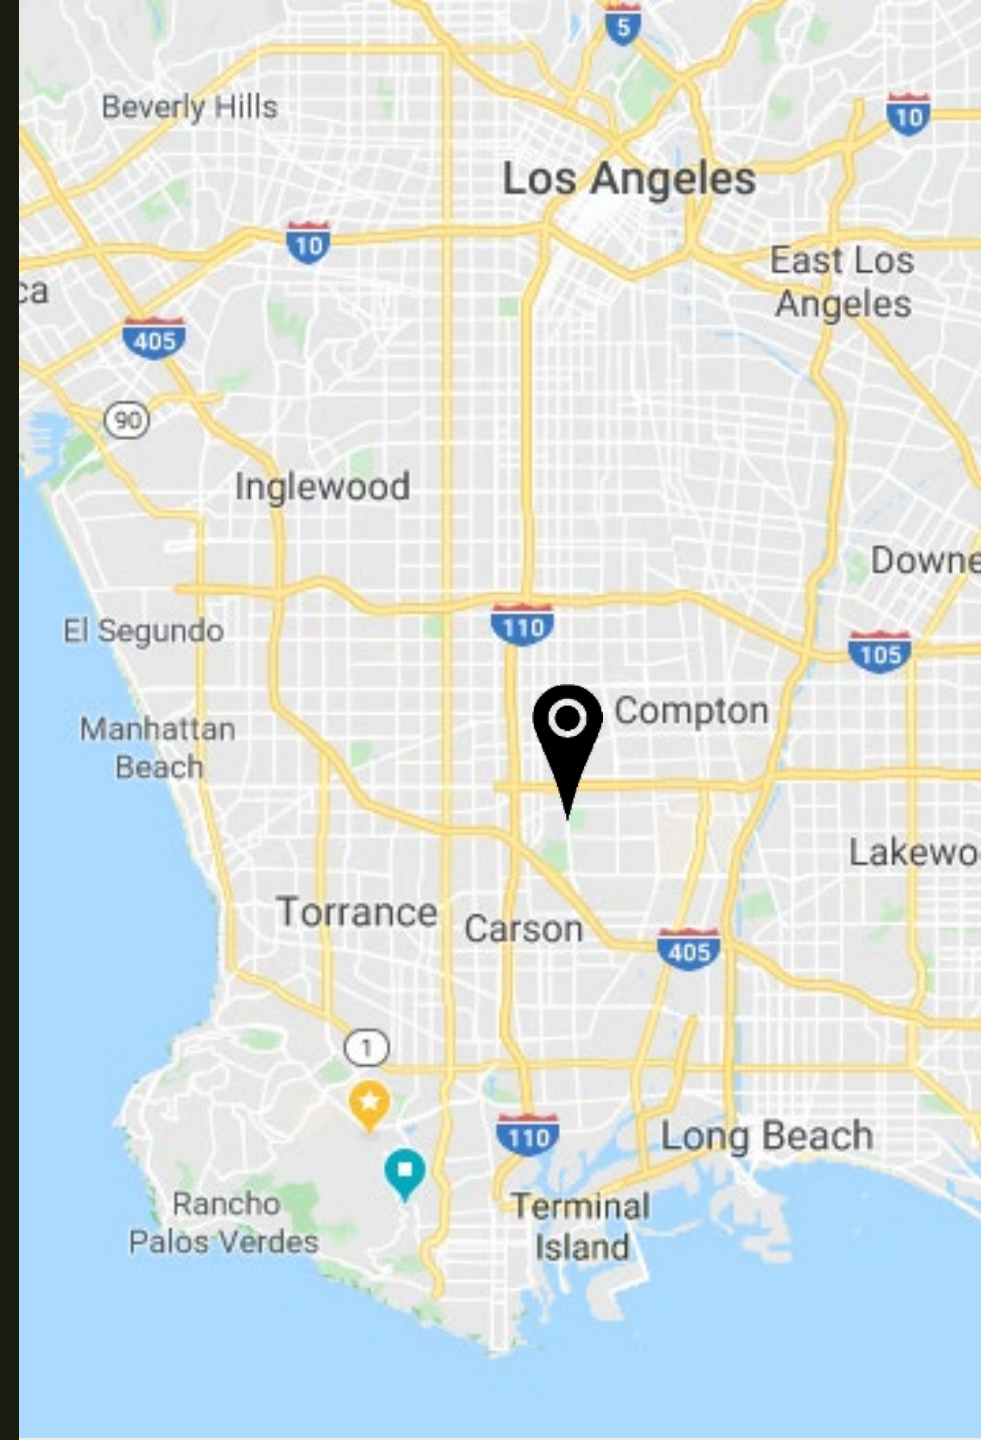 5
Beverly Hills
10
Los Angeles
10
East Los
Angeles
ca
405
90
Inglewood
Downe
El Segundo
110
105
Compton
Manhattan
Beach
Lakewo
Torrance
Carson
405
1
110
Long Beach
Rancho
Palos Verdes
Terminal
Island